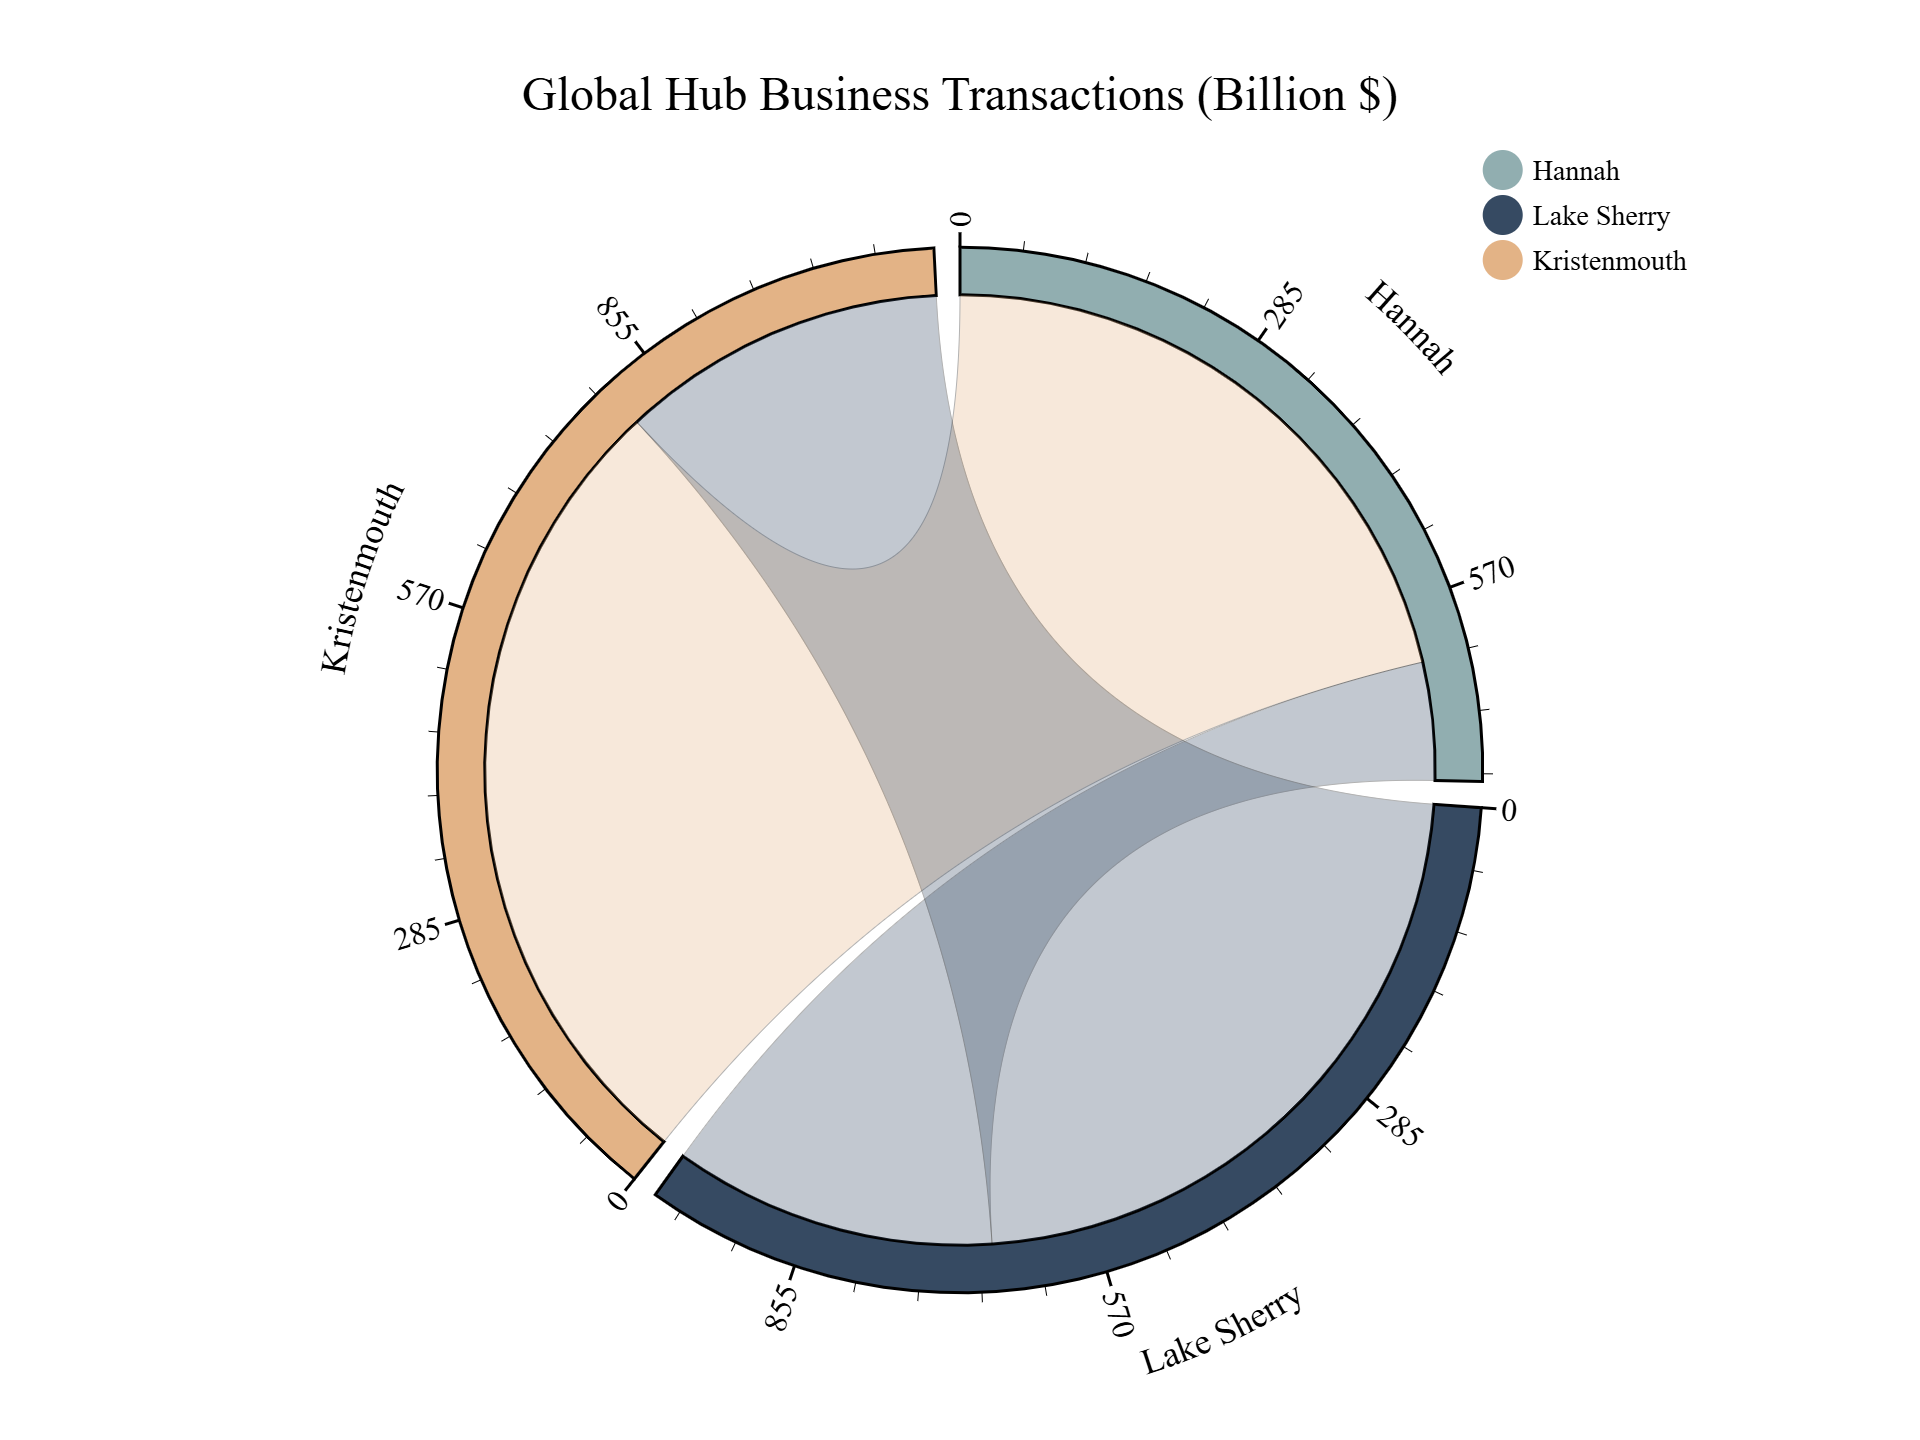 Global Hub Business Transactions (Billion $)
Hannah
Lake Sherry
Kristenmouth
0
285
570
Hannah
0
285
570
855
Lake Sherry
0
285
570
855
Kristenmouth